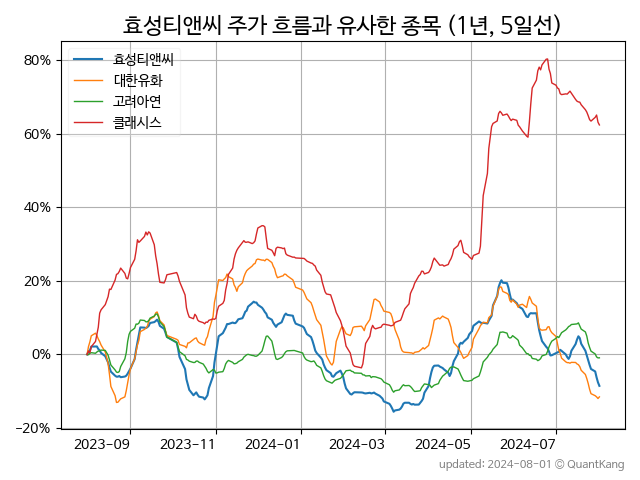 효성티앤씨 주가 흐름과 유사한 종목 (1년, 5일선)
효성티앤씨
대한유화
고려아연
클래시스
80%
60%
40%
20%
0%
−20%
2023-09 2023-11 2024-01 2024-03 2024-05 2024-07
updated: 2024-08-01 © QuantKang